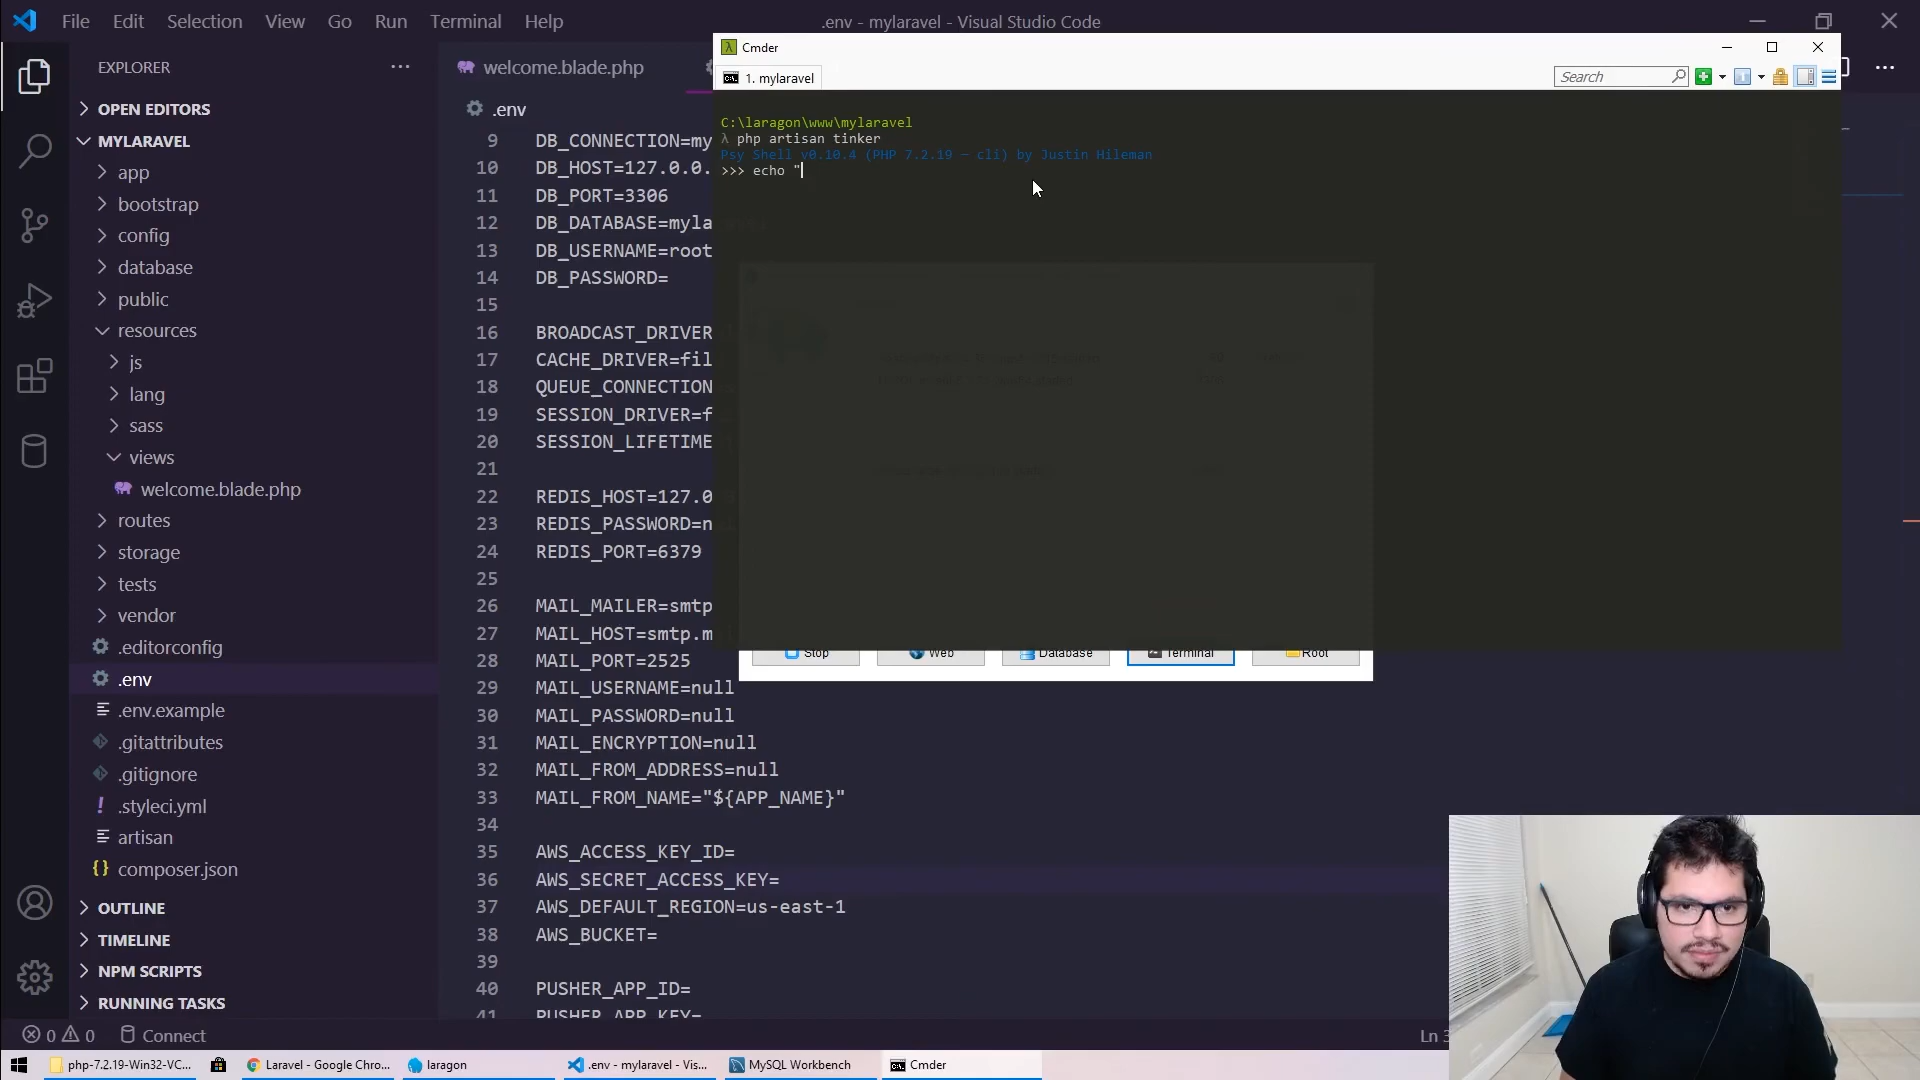 File Edit Selection View Go Run Terminal Help
.env - mylaravel - Visual Studio Code
EXPLORER
OPEN EDITORS
MYLARAVEL
app
bootstrap
config
database
public
resources
js
lang
sass
views
welcome.blade.php
routes
storage
tests
vendor
.editorconfig
.env
.env.example
.gitattributes
.gitignore
.styleci.yml
artisan
composer.json
OUTLINE
TIMELINE
NPM SCRIPTS
RUNNING TASKS
welcome.blade.php
.env
9 DB_CONNECTION=my
10 DB_HOST=127.0.0.
11 DB_PORT=3306
12 DB_DATABASE=myla
13 DB_USERNAME=root
14 DB_PASSWORD=
15
16 BROADCAST_DRIVER
17 CACHE_DRIVER=fil
18 QUEUE_CONNECTION
19 SESSION_DRIVER=f
20 SESSION_LIFETIME
21
22 REDIS_HOST=127.0
23 REDIS_PASSWORD=n
24 REDIS_PORT=6379
25
26 MAIL_MAILER=smtp
27 MAIL_HOST=smtp.m
28 MAIL_PORT=2525
29 MAIL_USERNAME=null
30 MAIL_PASSWORD=null
31 MAIL_ENCRYPTION=null
32 MAIL_FROM_ADDRESS=null
33 MAIL_FROM_NAME="${APP_NAME}"
34
35 AWS_ACCESS_KEY_ID=
36 AWS_SECRET_ACCESS_KEY=
37 AWS_DEFAULT_REGION=us-east-1
38 AWS_BUCKET=
39
40 PUSHER_APP_ID=
41 PUSHER_APP_KEY=
Cmder
1. mylaravel
Search
C:\laragon\www\mylaravel
λ php artisan tinker
Psy Shell v0.10.4 (PHP 7.2.19 — cli) by Justin Hileman
>>> echo "
Stop Web Database Terminal Root
0 0 Connect
Ln 3
php-7.2.19-Win32-VC... Laravel - Google Chro... laragon .env - mylaravel - Vis... MySQL Workbench Cmder